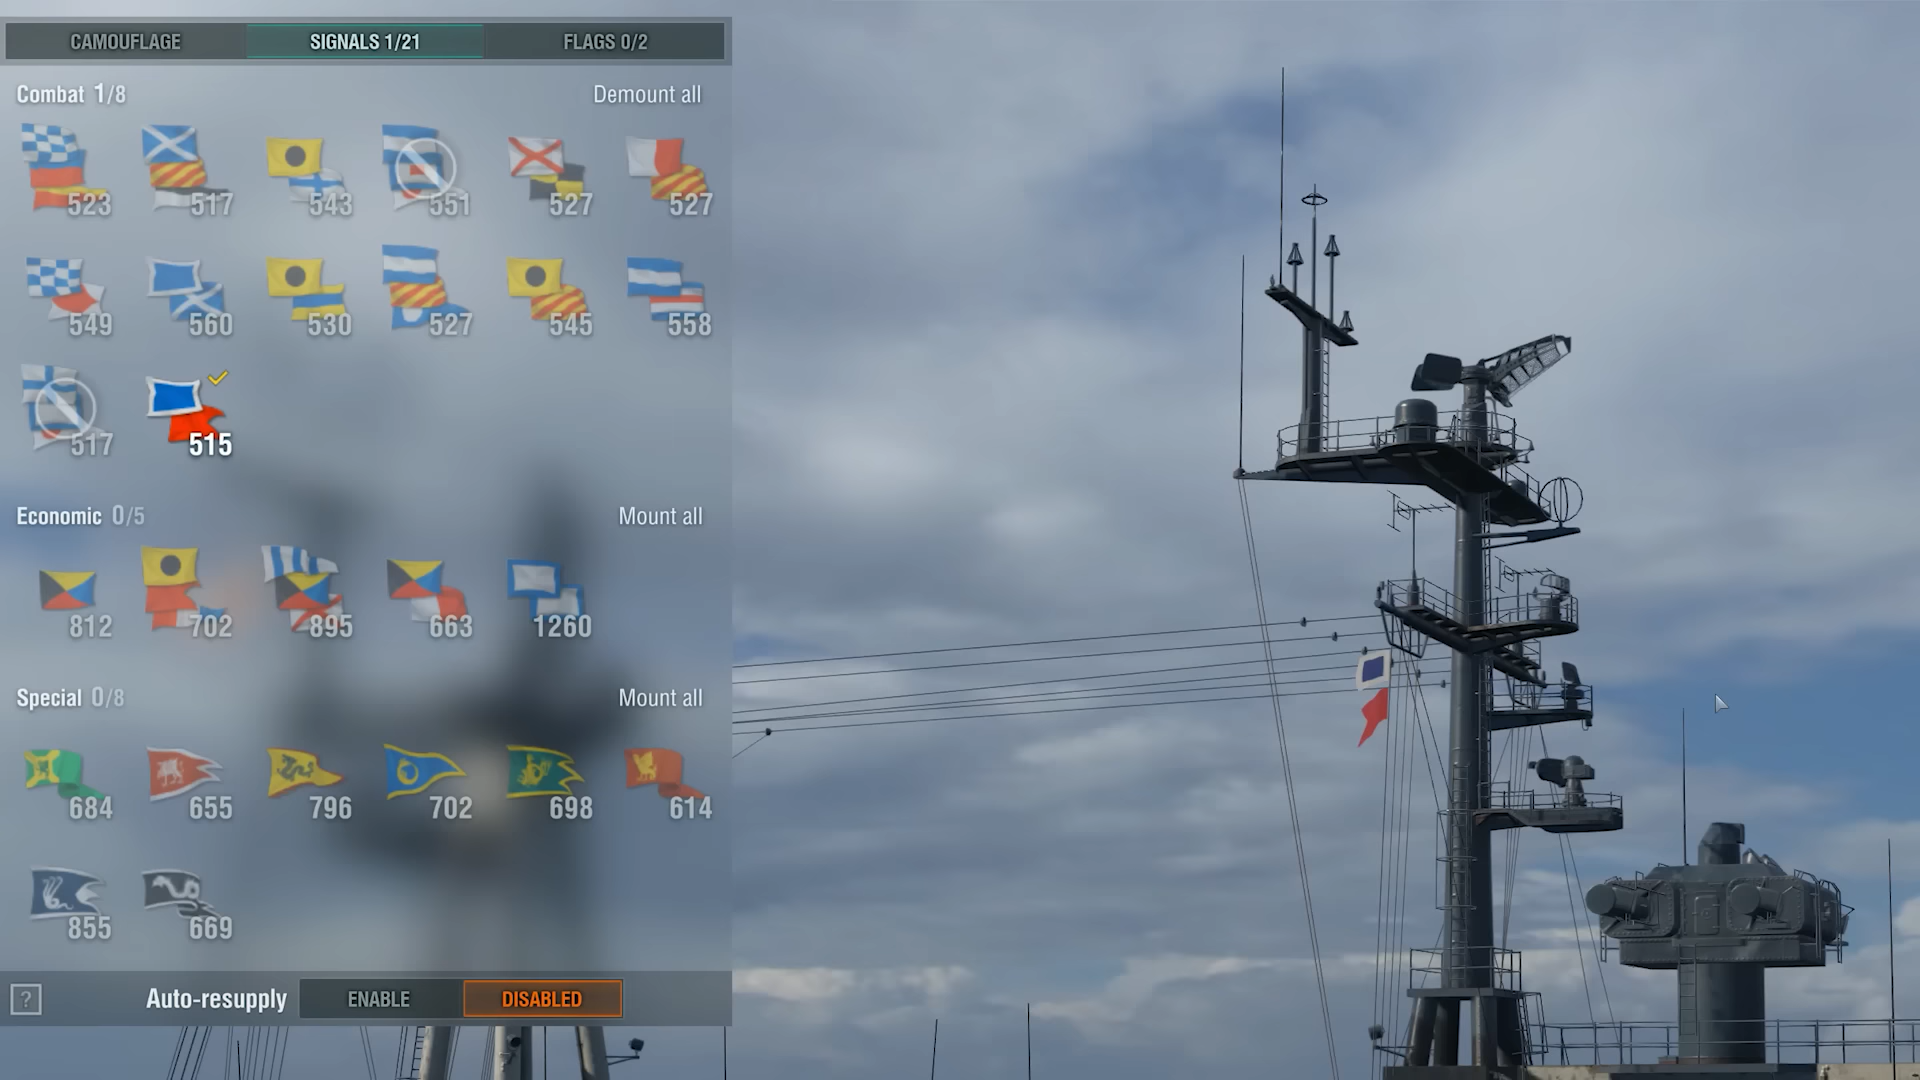 CAMOUFLAGE SIGNALS 1/21 FLAGS 0/2
Combat 1/8 Demount all
523 517 543 551 527 527
549 560 530 527 545 558
517 515
Economic 0/5 Mount all
812 702 895 663 1260
Special 0/8 Mount all
684 655 796 702 698 614
855 669
? Auto-resupply ENABLE DISABLED